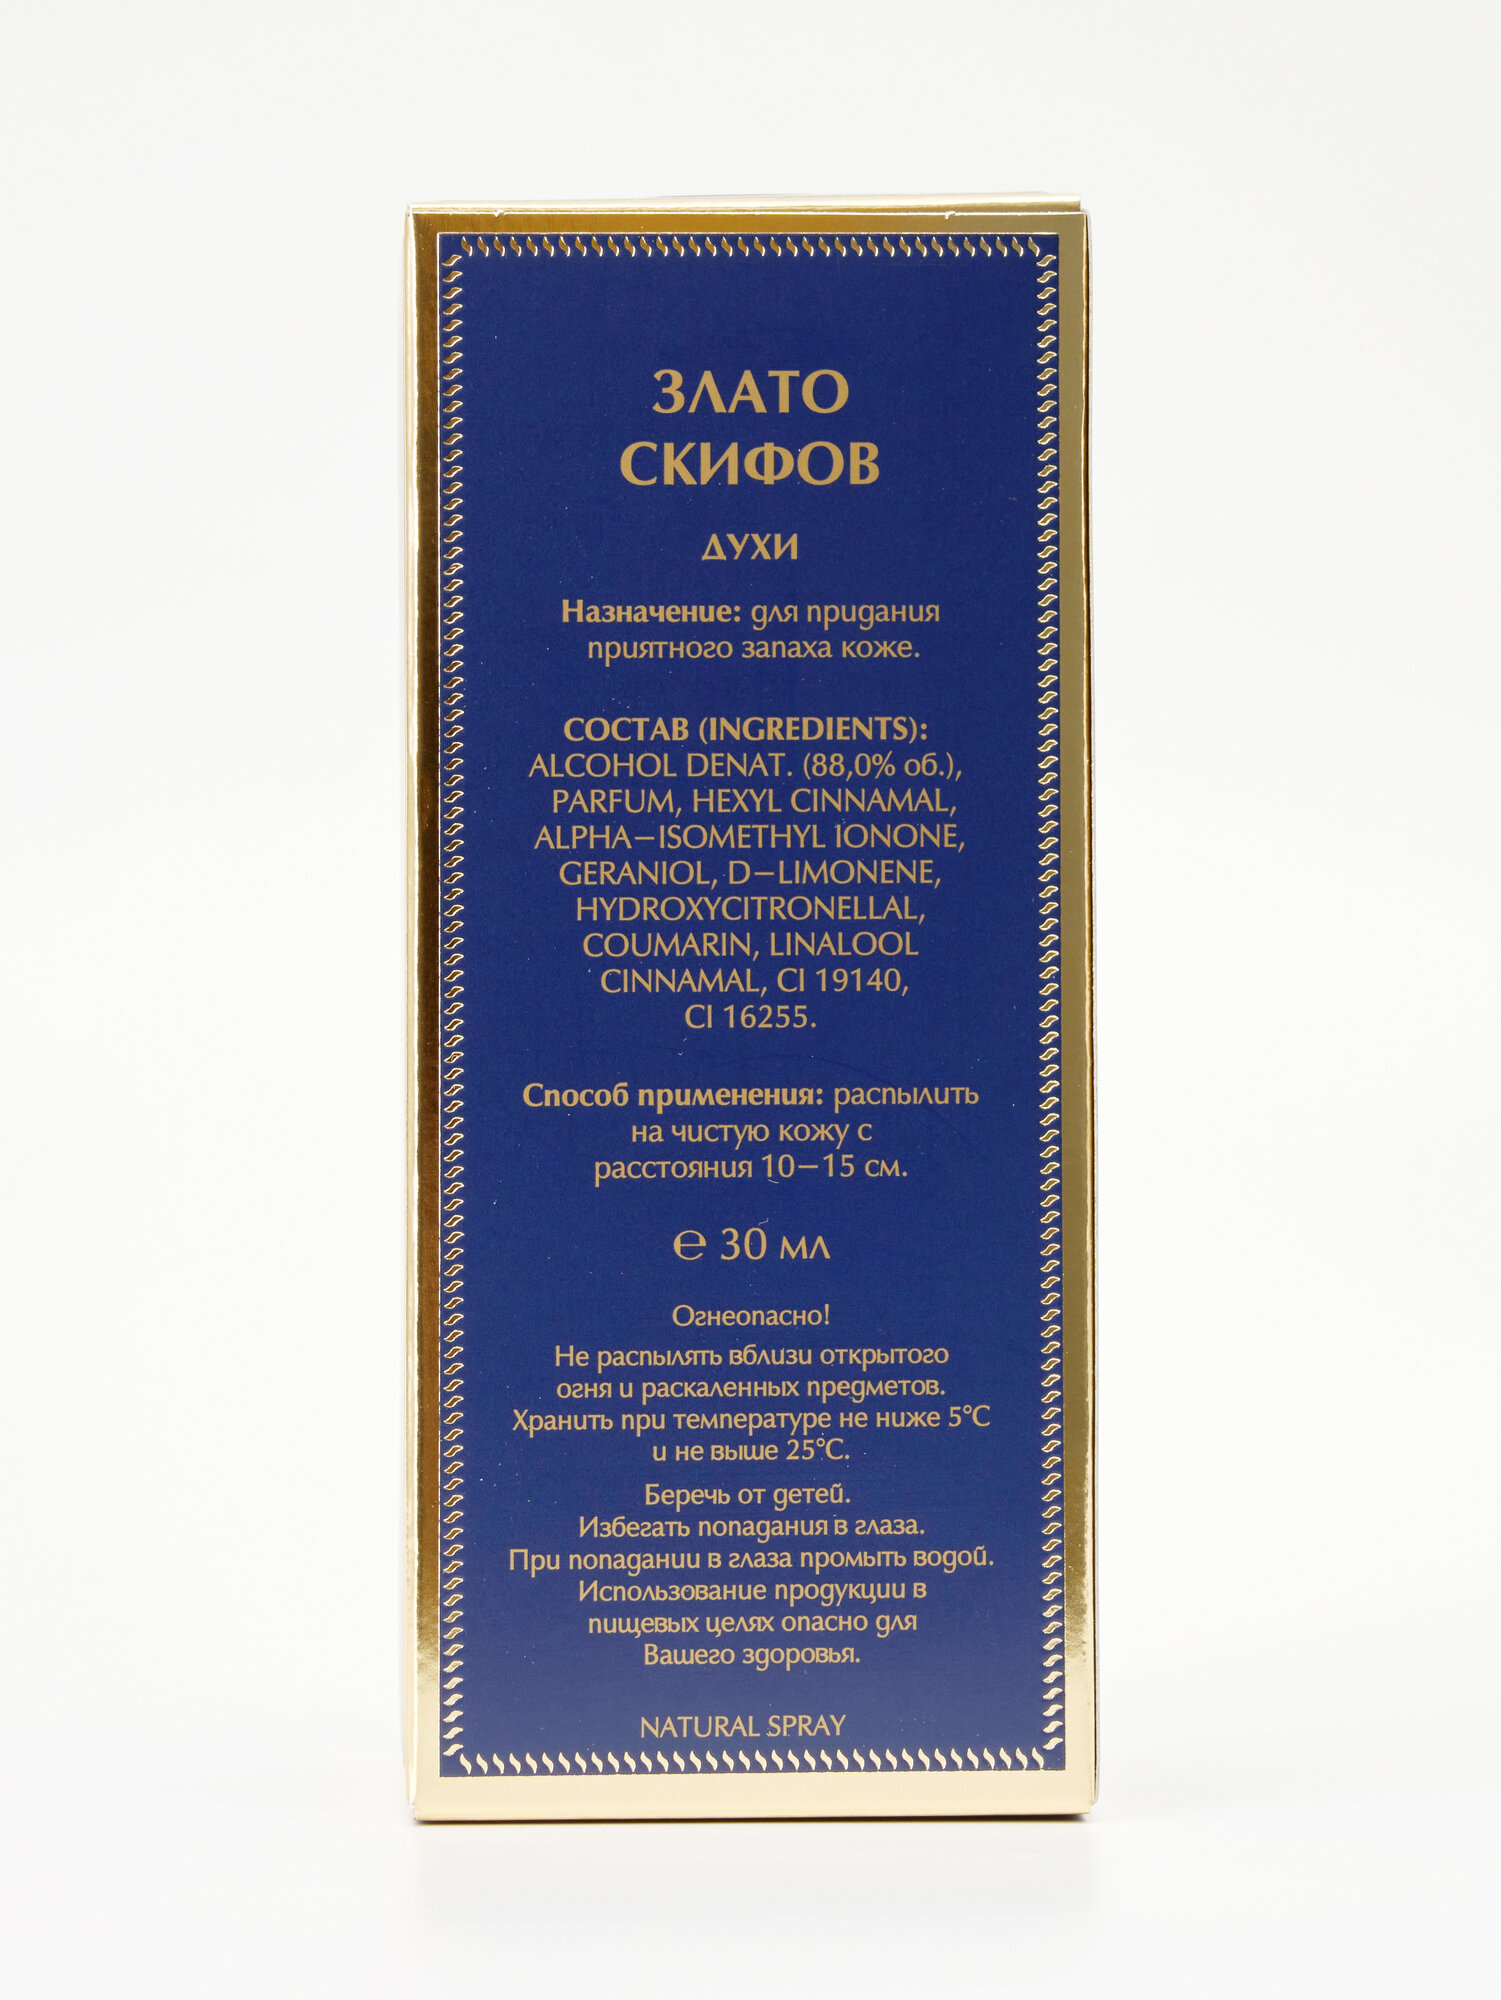 ЗЛАТО
СКИФОВ
ДУХИ
Назначение: для придания
приятного запаха коже.
СОСТАВ (INGREDIENTS):
ALCOHOL DENAT. (88,0% об.),
PARFUM, HEXYL CINNAMAL,
ALPHA–ISOMETHYL IONONE,
GERANIOL, D–LIMONENE,
HYDROXYCITRONELLAL,
COUMARIN, LINALOOL
CINNAMAL, CI 19140,
CI 16255.
Способ применения: распылить
на чистую кожу с
расстояния 10–15 см.
℮ 30 мл
Огнеопасно!
Не распылять вблизи открытого
огня и раскаленных предметов.
Хранить при температуре не ниже 5°С
и не выше 25°С.
Беречь от детей.
Избегать попадания в глаза.
При попадании в глаза промыть водой.
Использование продукции в
пищевых целях опасно для
Вашего здоровья.
NATURAL SPRAY